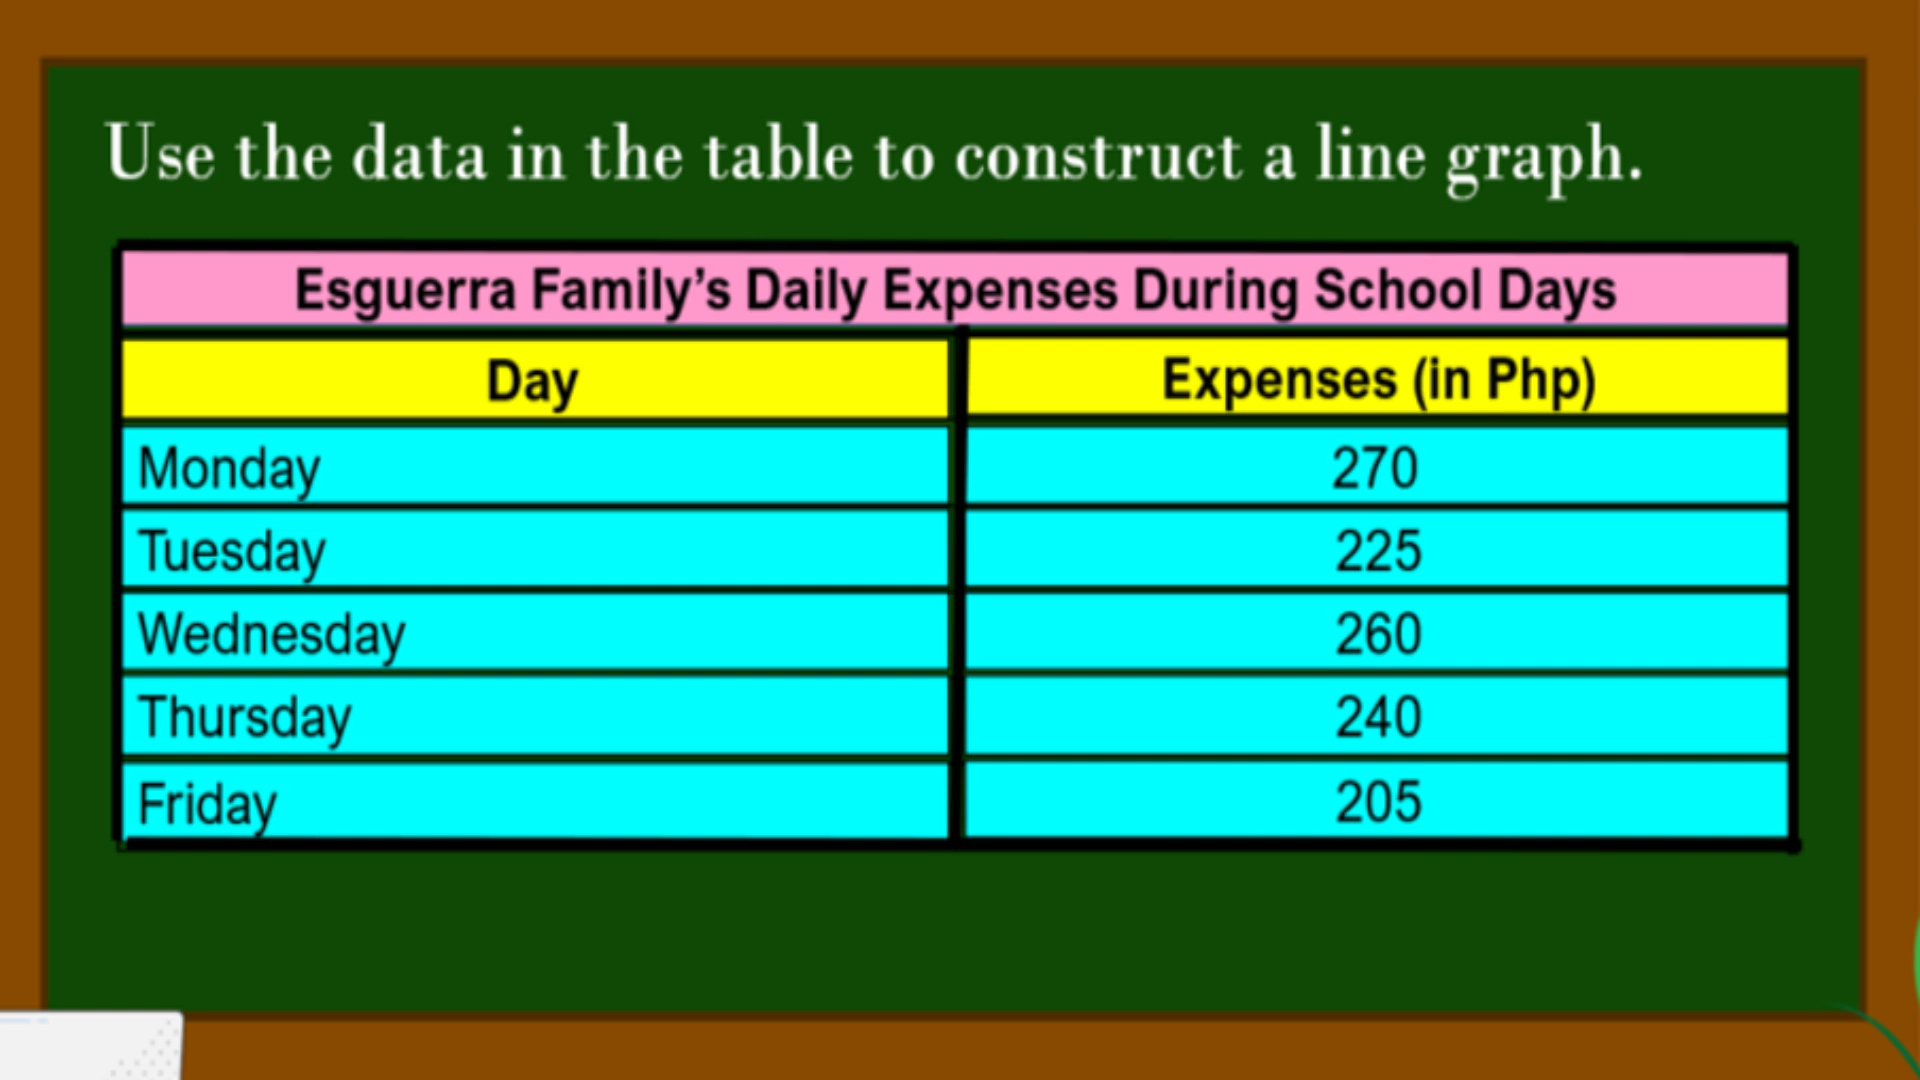 Use the data in the table to construct a line graph.
Esguerra Family’s Daily Expenses During School Days
Day Expenses (in Php)
Monday 270
Tuesday 225
Wednesday 260
Thursday 240
Friday 205